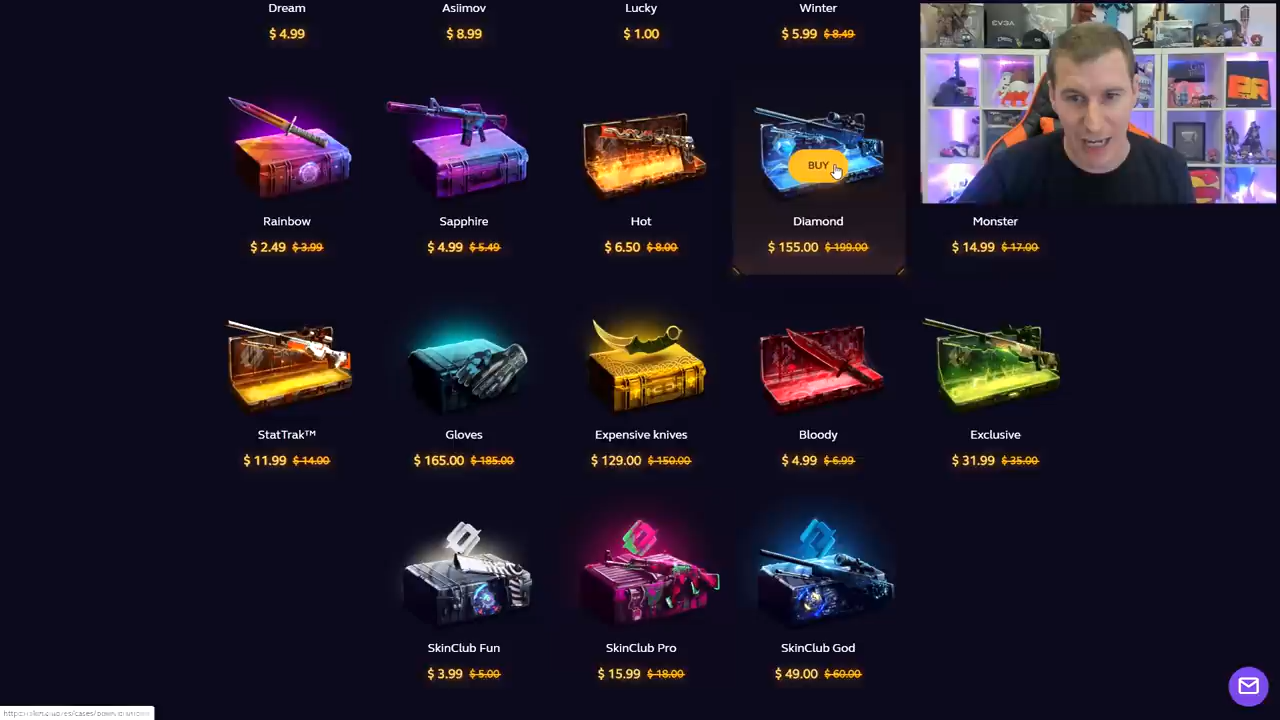 Dream
$ 4.99
Asiimov
$ 8.99
Lucky
$ 1.00
Winter
$ 5.99 $ 8.49
EVGA
Rainbow
$ 2.49 $ 3.99
Sapphire
$ 4.99 $ 5.49
Hot
$ 6.50 $ 8.00
BUY
Diamond
$ 155.00 $ 199.00
Monster
$ 14.99 $ 17.00
StatTrak™
$ 11.99 $ 14.00
Gloves
$ 165.00 $ 185.00
Expensive knives
$ 129.00 $ 150.00
Bloody
$ 4.99 $ 6.99
Exclusive
$ 31.99 $ 35.00
SkinClub Fun
$ 3.99 $ 5.00
SkinClub Pro
$ 15.99 $ 18.00
SkinClub God
$ 49.00 $ 60.00